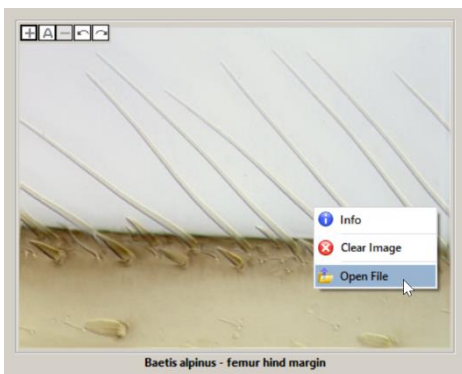 A
Info
Clear Image
Open File
Baetis alpinus - femur hind margin